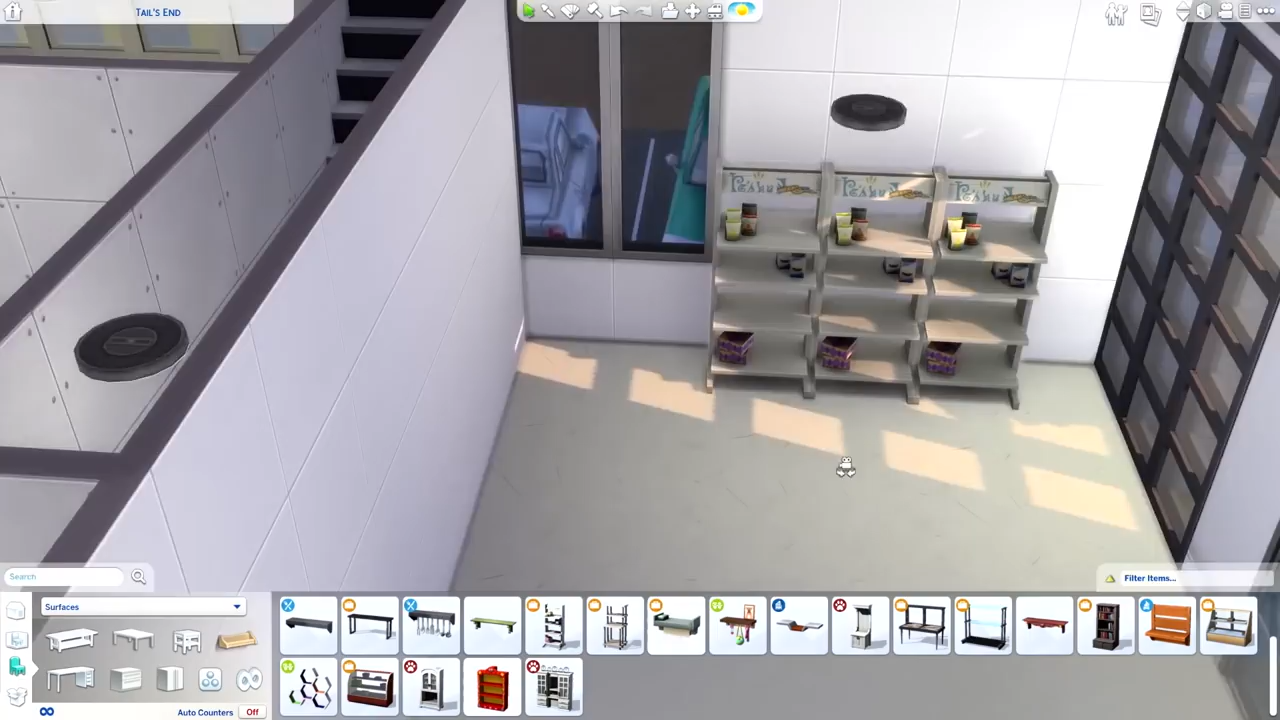 TAIL'S END
Search
Filter Items...
Surfaces
Auto Counters
Off